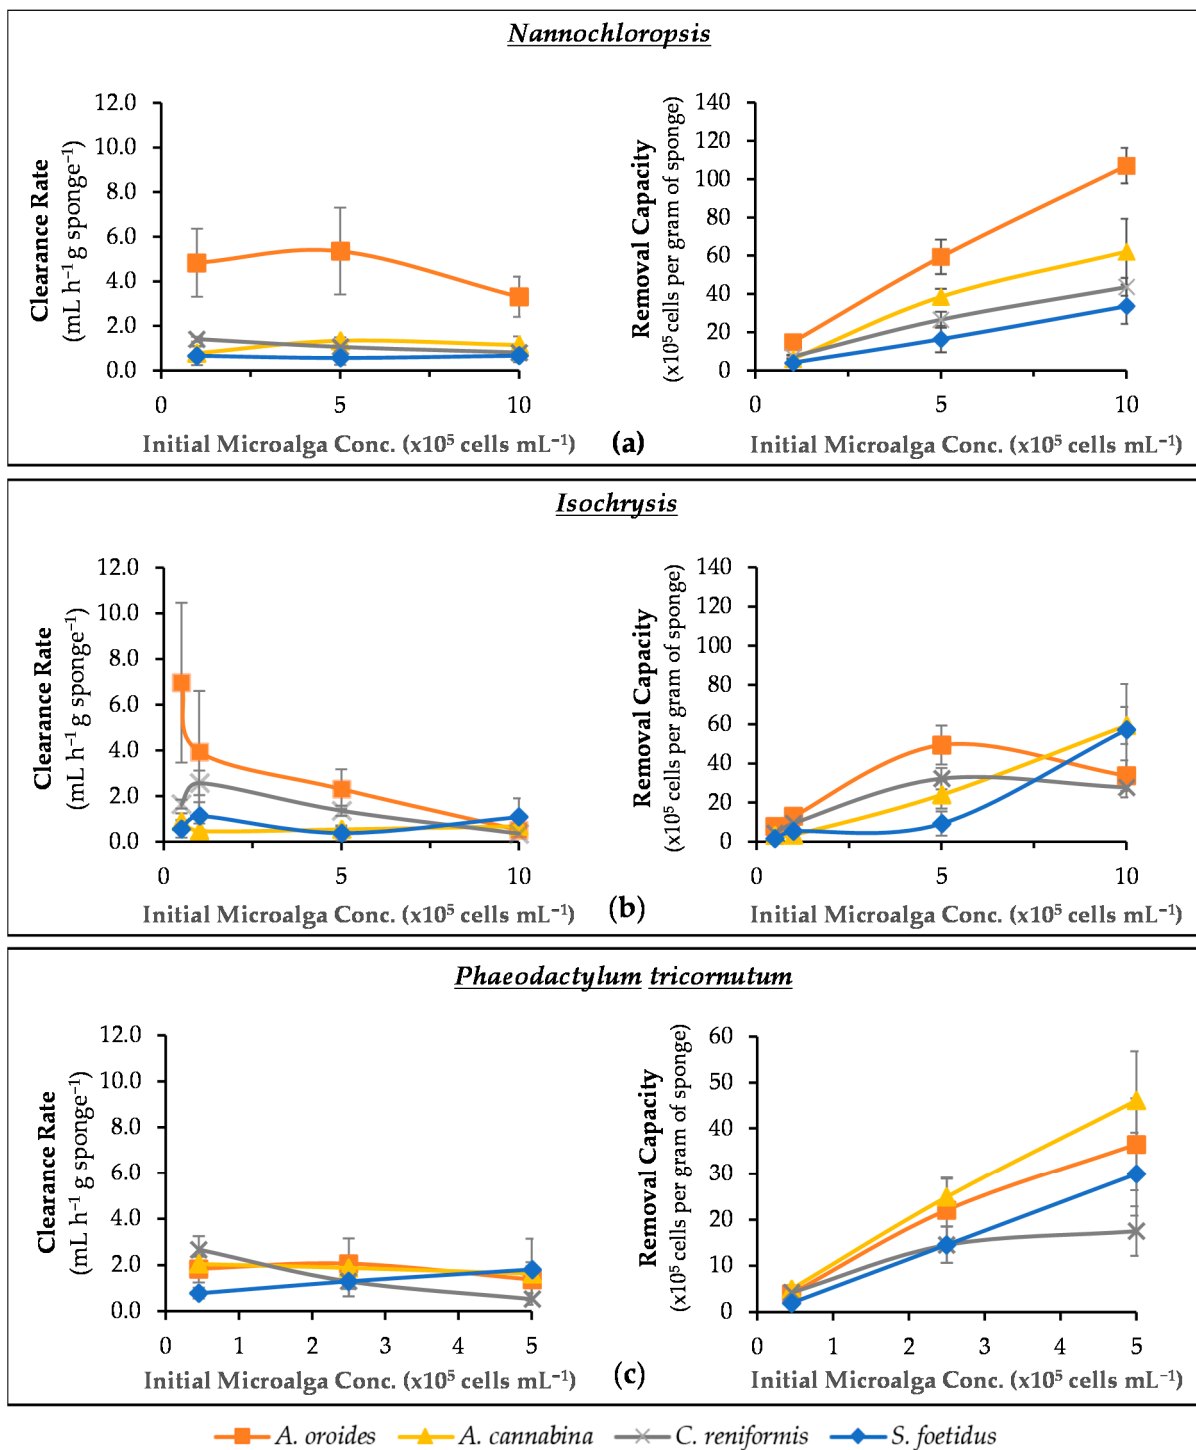 Nannochloropsis
Clearance Rate
(mL h⁻¹ g sponge⁻¹)
12.0
10.0
8.0
6.0
4.0
2.0
0.0
0
5
10
Initial Microalga Conc. (x10⁵ cells mL⁻¹)
Removal Capacity
(x10⁵ cells per gram of sponge)
140
120
100
80
60
40
20
0
0
5
10
Initial Microalga Conc. (x10⁵ cells mL⁻¹)
(a)
Isochrysis
Clearance Rate
(mL h⁻¹ g sponge⁻¹)
12.0
10.0
8.0
6.0
4.0
2.0
0.0
0
5
10
Initial Microalga Conc. (x10⁵ cells mL⁻¹)
Removal Capacity
(x10⁵ cells per gram of sponge)
140
120
100
80
60
40
20
0
0
5
10
Initial Microalga Conc. (x10⁵ cells mL⁻¹)
(b)
Phaeodactylum tricornutum
Clearance Rate
(mL h⁻¹ g sponge⁻¹)
12.0
10.0
8.0
6.0
4.0
2.0
0.0
0
1
2
3
4
5
Initial Microalga Conc. (x10⁵ cells mL⁻¹)
Removal Capacity
(x10⁵ cells per gram of sponge)
60
50
40
30
20
10
0
0
1
2
3
4
5
Initial Microalga Conc. (x10⁵ cells mL⁻¹)
(c)
A. oroides
A. cannabina
C. reniformis
S. foetidus